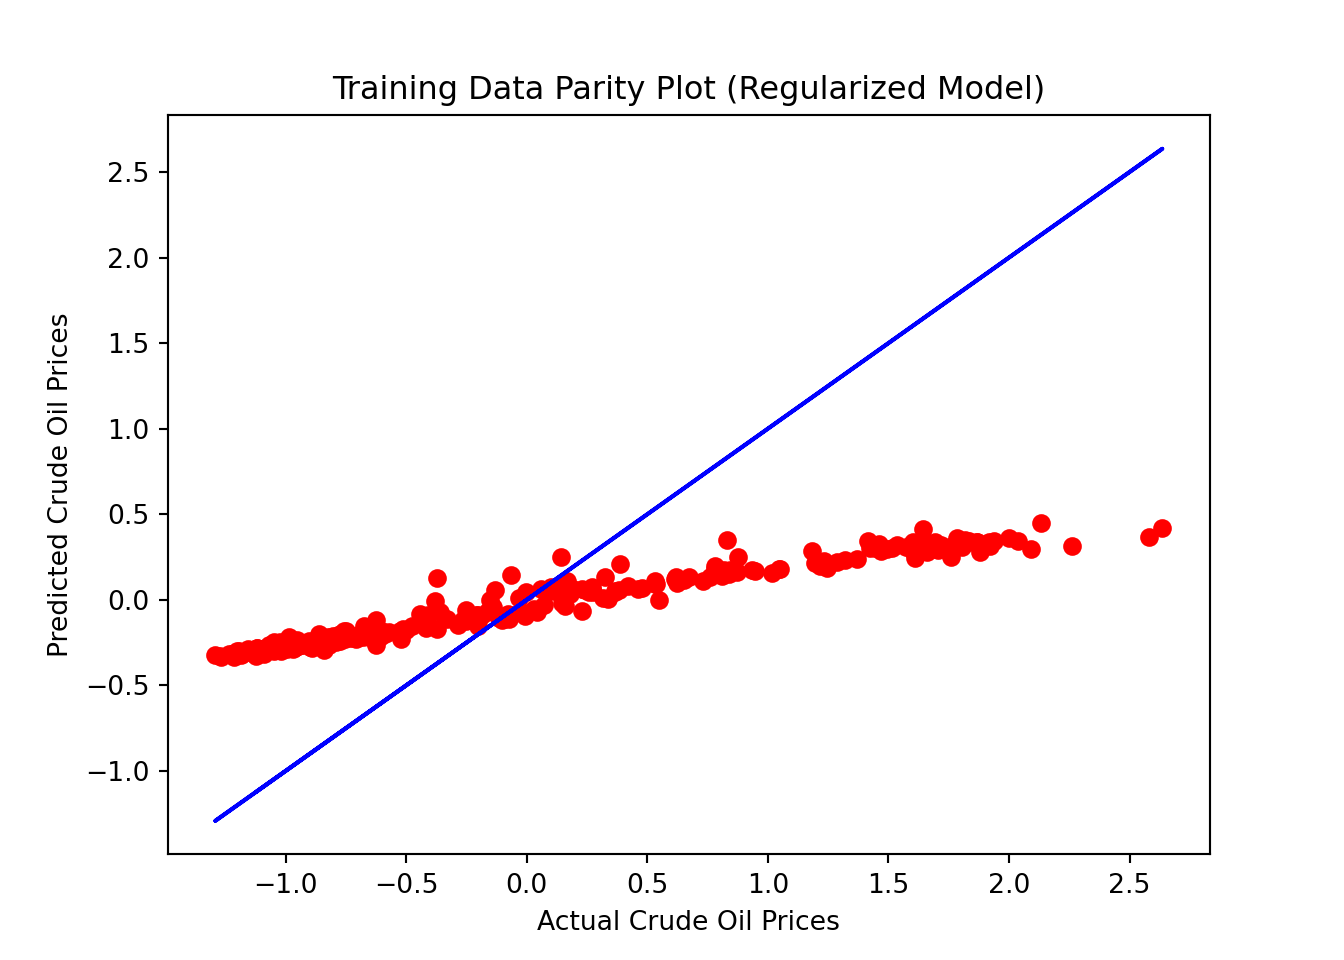 Training Data Parity Plot (Regularized Model)
2.5
2.0
1.5
1.0
0.5
0.0
−0.5
−1.0
Predicted Crude Oil Prices
−1.0 −0.5 0.0 0.5 1.0 1.5 2.0 2.5
Actual Crude Oil Prices